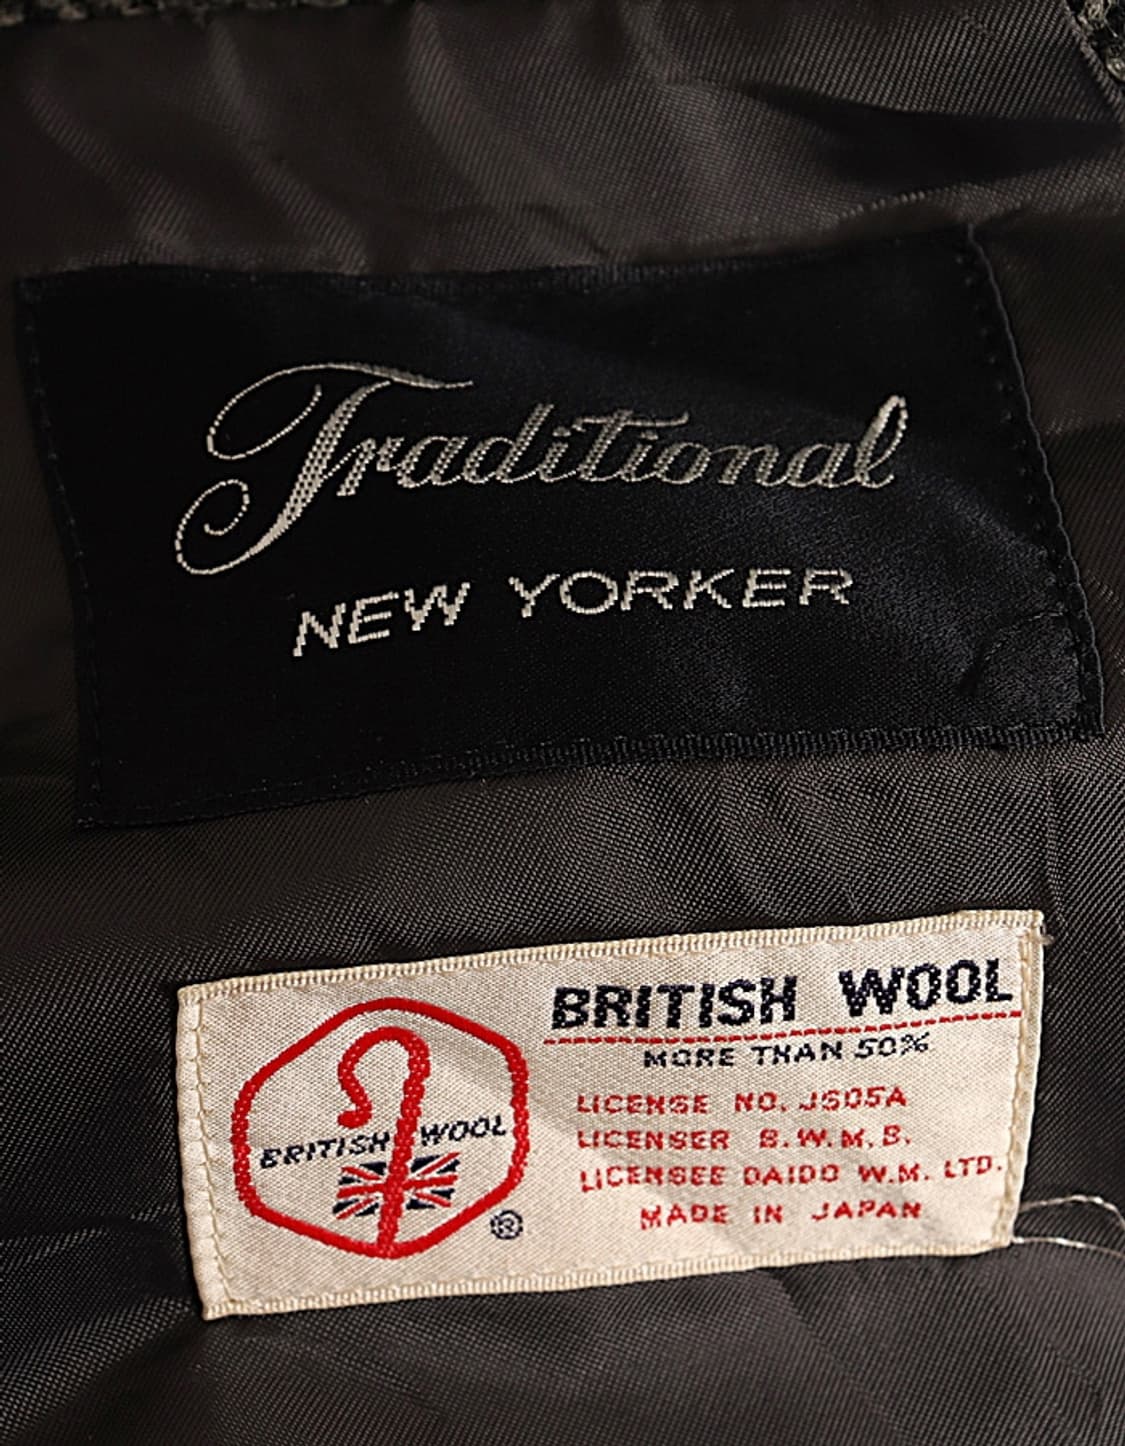 Traditional
NEW YORKER
BRITISH WOOL
MORE THAN 50%
LICENSE NO. JS05A
LICENSER B.W.M.B.
LICENSEE DAIDO W.M. LTD.
MADE IN JAPAN
BRITISH WOOL
®